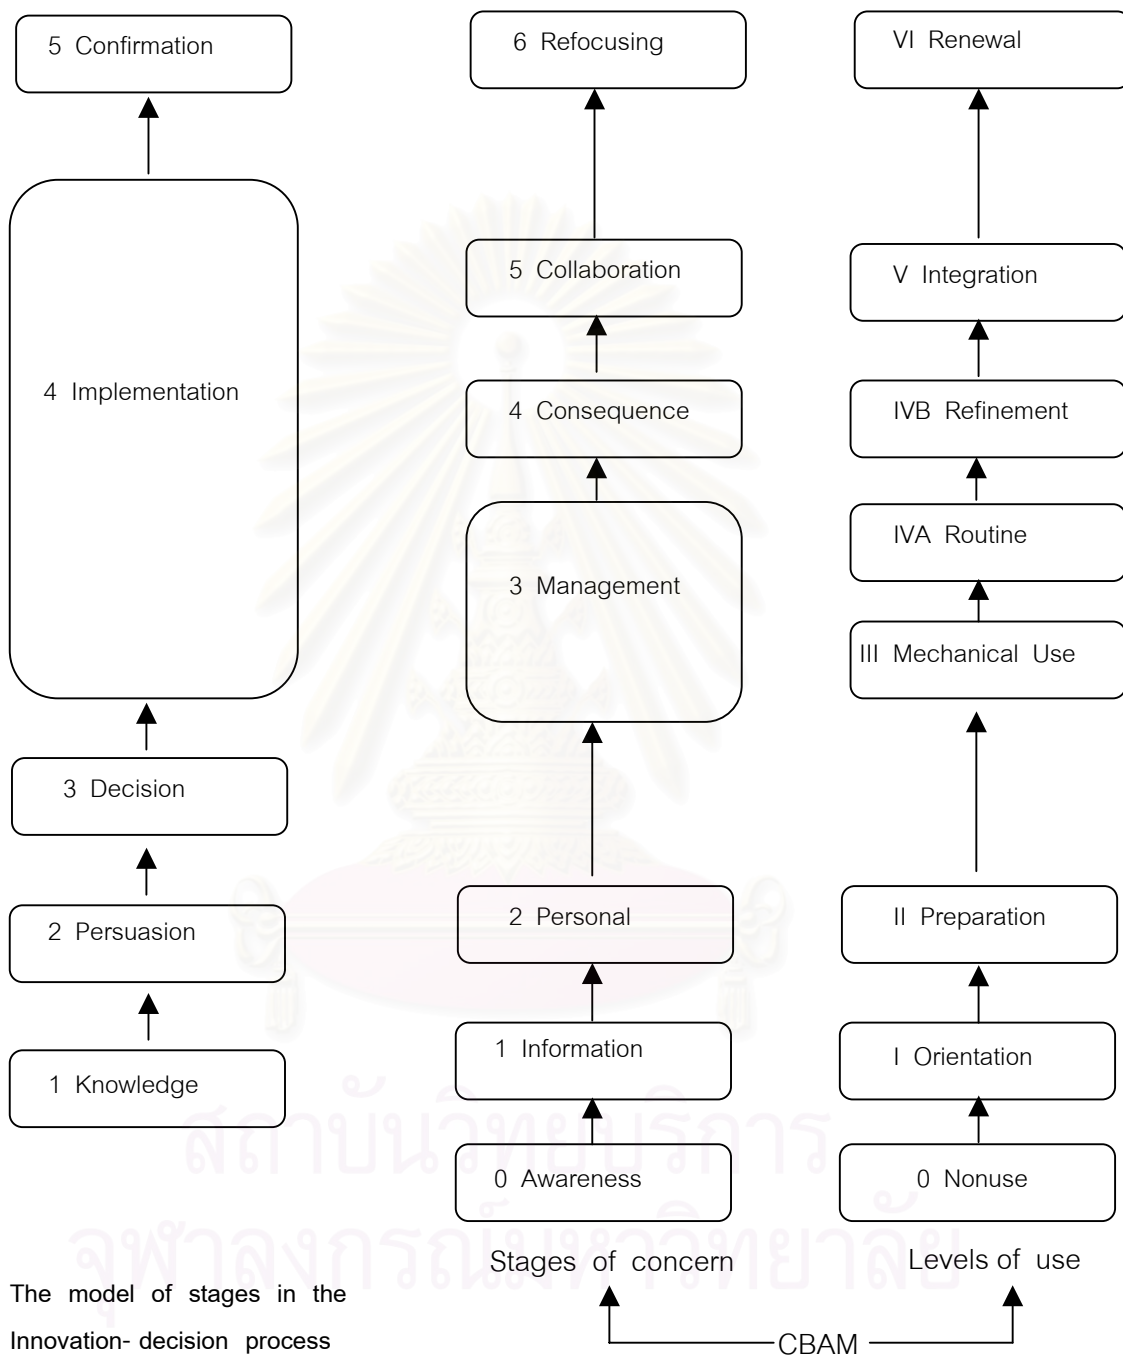 5 Confirmation
4 Implementation
3 Decision
2 Persuasion
1 Knowledge
The model of stages in the
Innovation- decision process
6 Refocusing
5 Collaboration
4 Consequence
3 Management
2 Personal
1 Information
0 Awareness
Stages of concern
VI Renewal
V Integration
IVB Refinement
IVA Routine
III Mechanical Use
II Preparation
I Orientation
0 Nonuse
Levels of use
CBAM
สถาบันวิทยบริการ
จุฬาลงกรณ์มหาวิทยาลัย